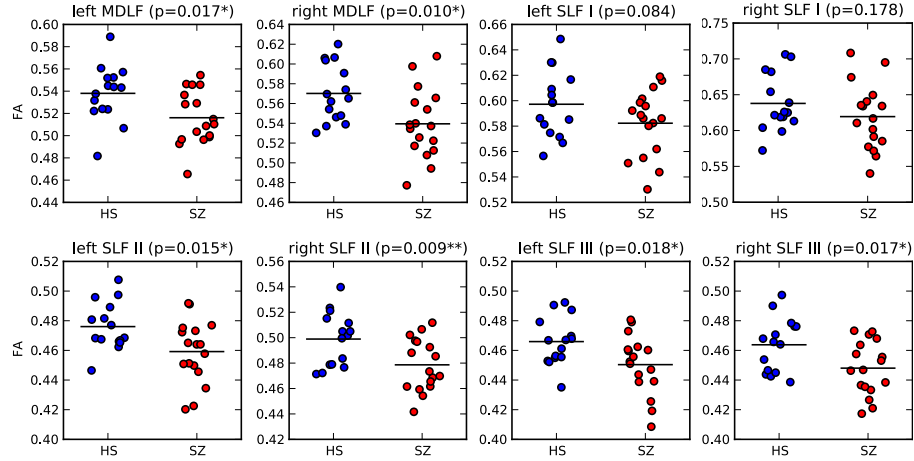 left MDLF (p=0.017*)
0.60
0.58
0.56
0.54
0.52
0.50
0.48
0.46
0.44
FA
HS
SZ
right MDLF (p=0.010*)
0.66
0.64
0.62
0.60
0.58
0.56
0.54
0.52
0.50
0.48
0.46
HS
SZ
left SLF I (p=0.084)
0.66
0.64
0.62
0.60
0.58
0.56
0.54
0.52
HS
SZ
right SLF I (p=0.178)
0.75
0.70
0.65
0.60
0.55
0.50
HS
SZ
left SLF II (p=0.015*)
0.52
0.50
0.48
0.46
0.44
0.42
0.40
FA
HS
SZ
right SLF II (p=0.009**)
0.56
0.54
0.52
0.50
0.48
0.46
0.44
0.42
HS
SZ
left SLF III (p=0.018*)
0.52
0.50
0.48
0.46
0.44
0.42
0.40
HS
SZ
right SLF III (p=0.017*)
0.52
0.50
0.48
0.46
0.44
0.42
0.40
HS
SZ